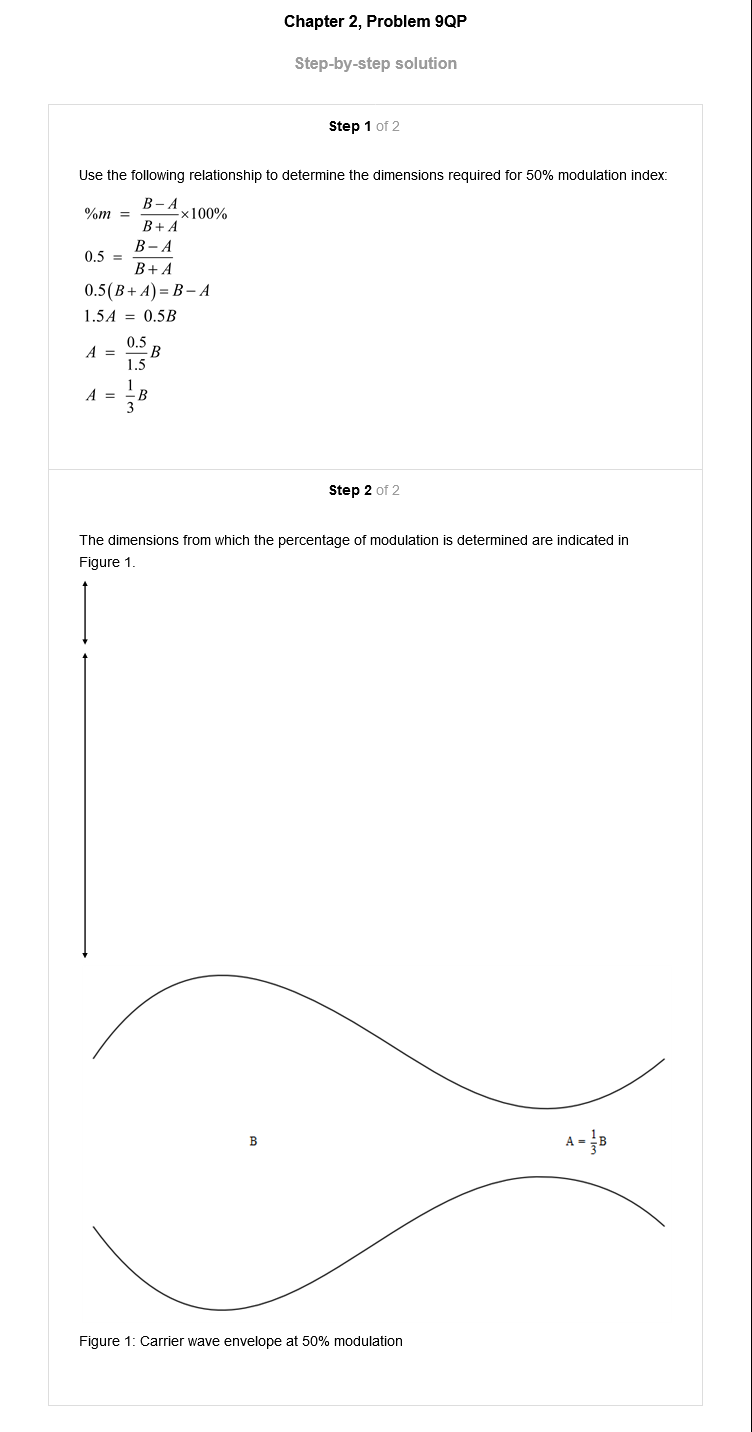 Chapter 2, Problem 9QP
Step-by-step solution
Step 1 of 2
Use the following relationship to determine the dimensions required for 50% modulation index:
%m = \frac{B - A}{B + A} ×100%
0.5 = \frac{B - A}{B + A}
0.5(B + A) = B - A
1.5A = 0.5B
A = \frac{0.5}{1.5} B
A = \frac{1}{3} B
Step 2 of 2
The dimensions from which the percentage of modulation is determined are indicated in
Figure 1.
B A = \frac{1}{3} B
Figure 1: Carrier wave envelope at 50% modulation